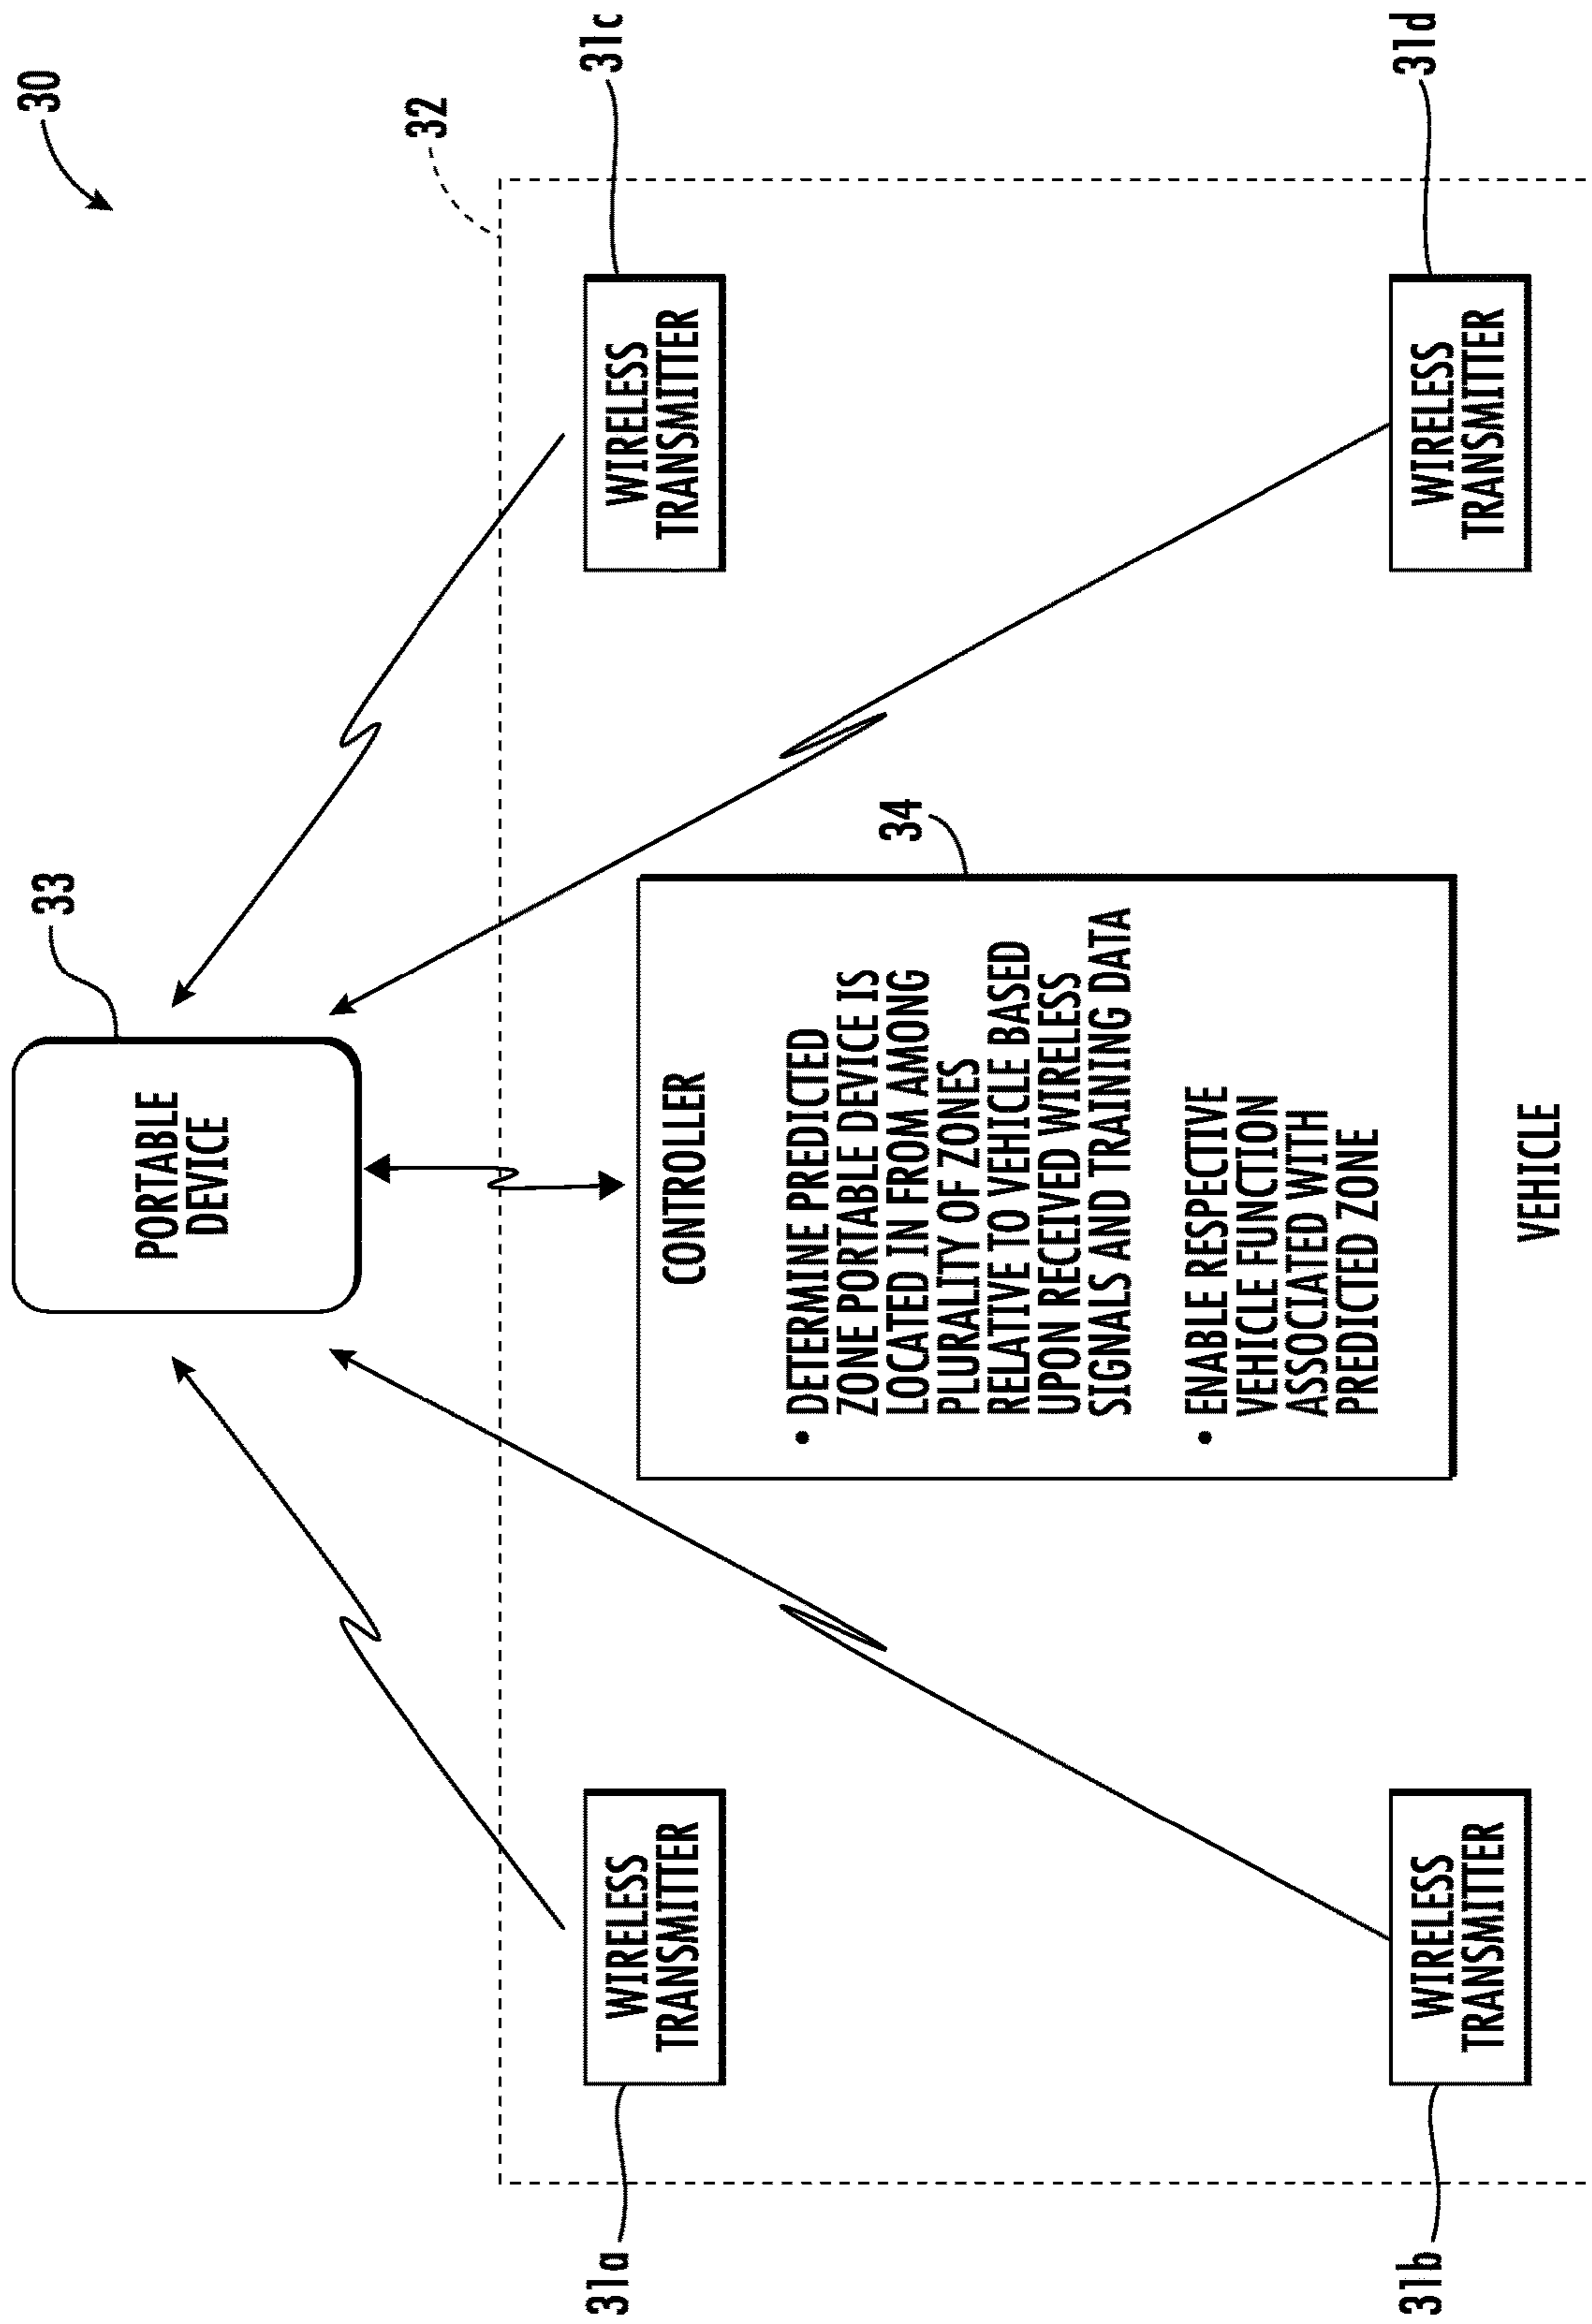 30
33
PORTABLE
DEVICE
32
31a
WIRELESS
TRANSMITTER
31c
WIRELESS
TRANSMITTER
34
CONTROLLER
• DETERMINE PREDICTED
ZONE PORTABLE DEVICE IS
LOCATED IN FROM AMONG
PLURALITY OF ZONES
RELATIVE TO VEHICLE BASED
UPON RECEIVED WIRELESS
SIGNALS AND TRAINING DATA
• ENABLE RESPECTIVE
VEHICLE FUNCTION
ASSOCIATED WITH
PREDICTED ZONE
31b
WIRELESS
TRANSMITTER
31d
WIRELESS
TRANSMITTER
VEHICLE